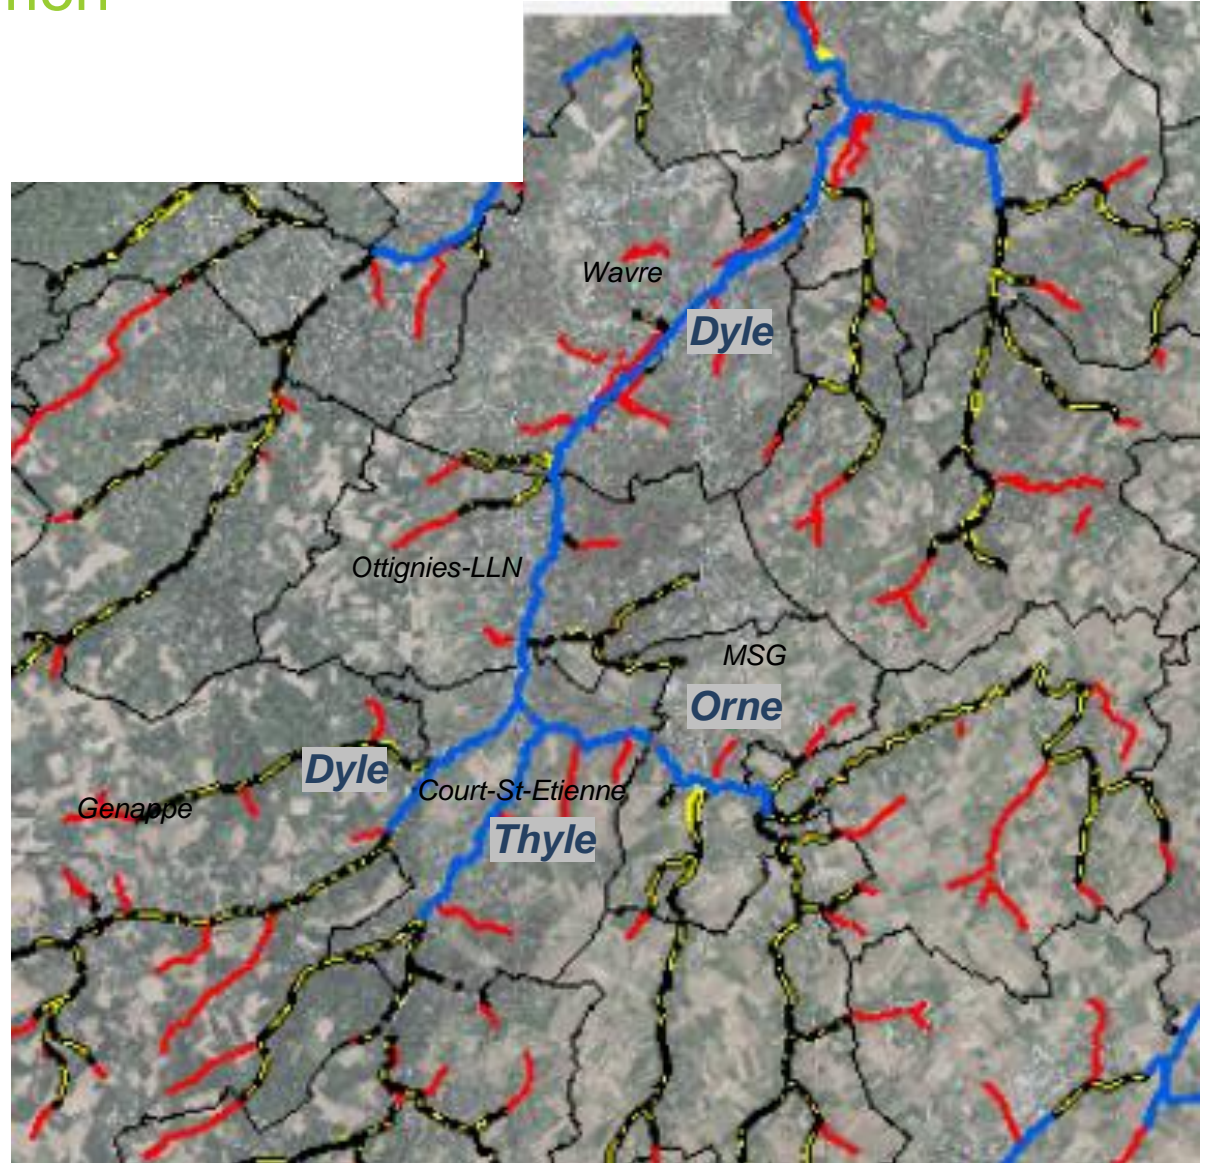 Wavre
Dyle
Ottignies-LLN
MSG
Orne
Dyle
Court-St-Etienne
Genappe
Thyle